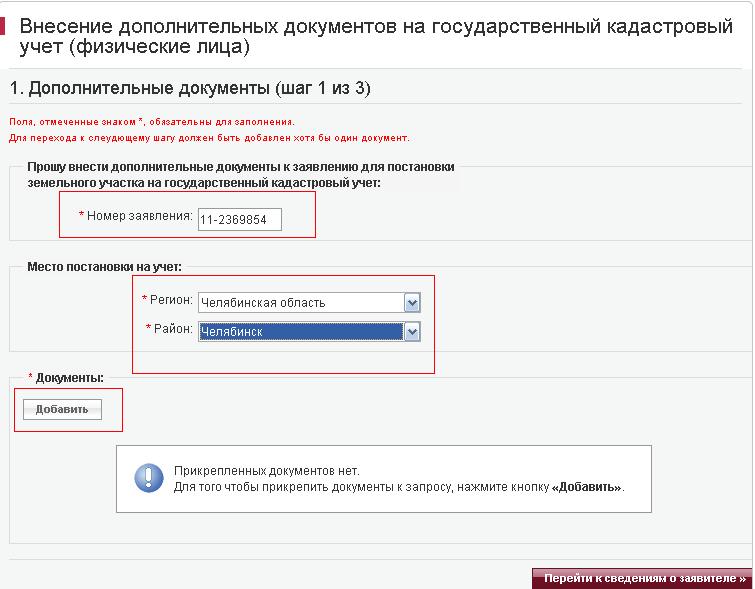 Внесение дополнительных документов на государственный кадастровый
учет (физические лица)
1. Дополнительные документы (шаг 1 из 3)
Поля, отмеченные знаком *, обязательны для заполнения.
Для перехода к слеудющему шагу должен быть добавлен хотя бы один документ.
Прошу внести дополнительные документы к заявлению для постановки
земельного участка на государственный кадастровый учет:
* Номер заявления: 11-2369854
Место постановки на учет:
* Регион: Челябинская область
* Район: Челябинск
* Документы:
Добавить
Прикрепленных документов нет.
Для того чтобы прикрепить документы к запросу, нажмите кнопку «Добавить».
Перейти к сведениям о заявителе »